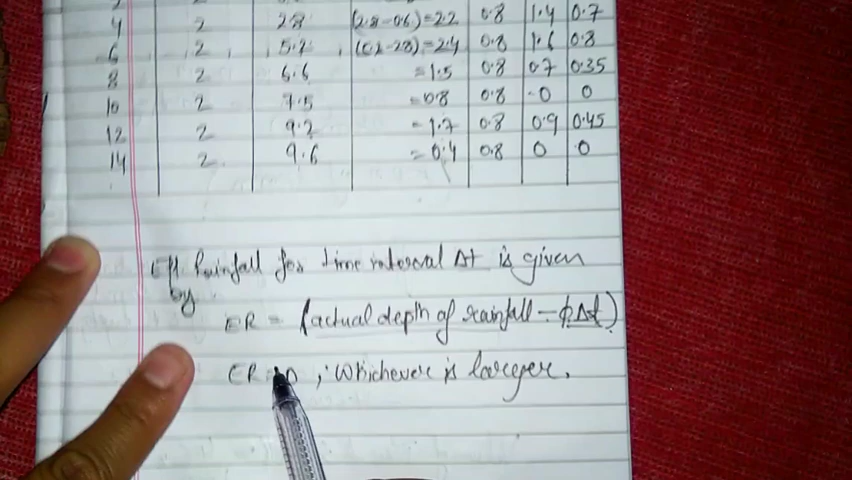 4 2 2.8 (2.8-0.6)=2.2 0.8 1.4 0.7
6 2 5.2 (5.2-2.8)=2.4 0.8 1.6 0.8
8 2 6.6 =1.5 0.8 0.7 0.35
10 2 7.5 =0.8 0.8 -0 0
12 2 9.2 =1.7 0.8 0.9 0.45
14 2 9.6 =0.4 0.8 0 0
Eff. Rainfall for time interval Δt is given
by
ER = (actual depth of rainfall - φΔt)
ER = 0 ; Whichever is larger.